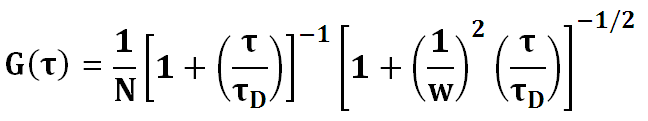 G(τ) = 1/N [1 + (τ/τ_D)]^{-1} [1 + (1/w)^2 (τ/τ_D)]^{-1/2}